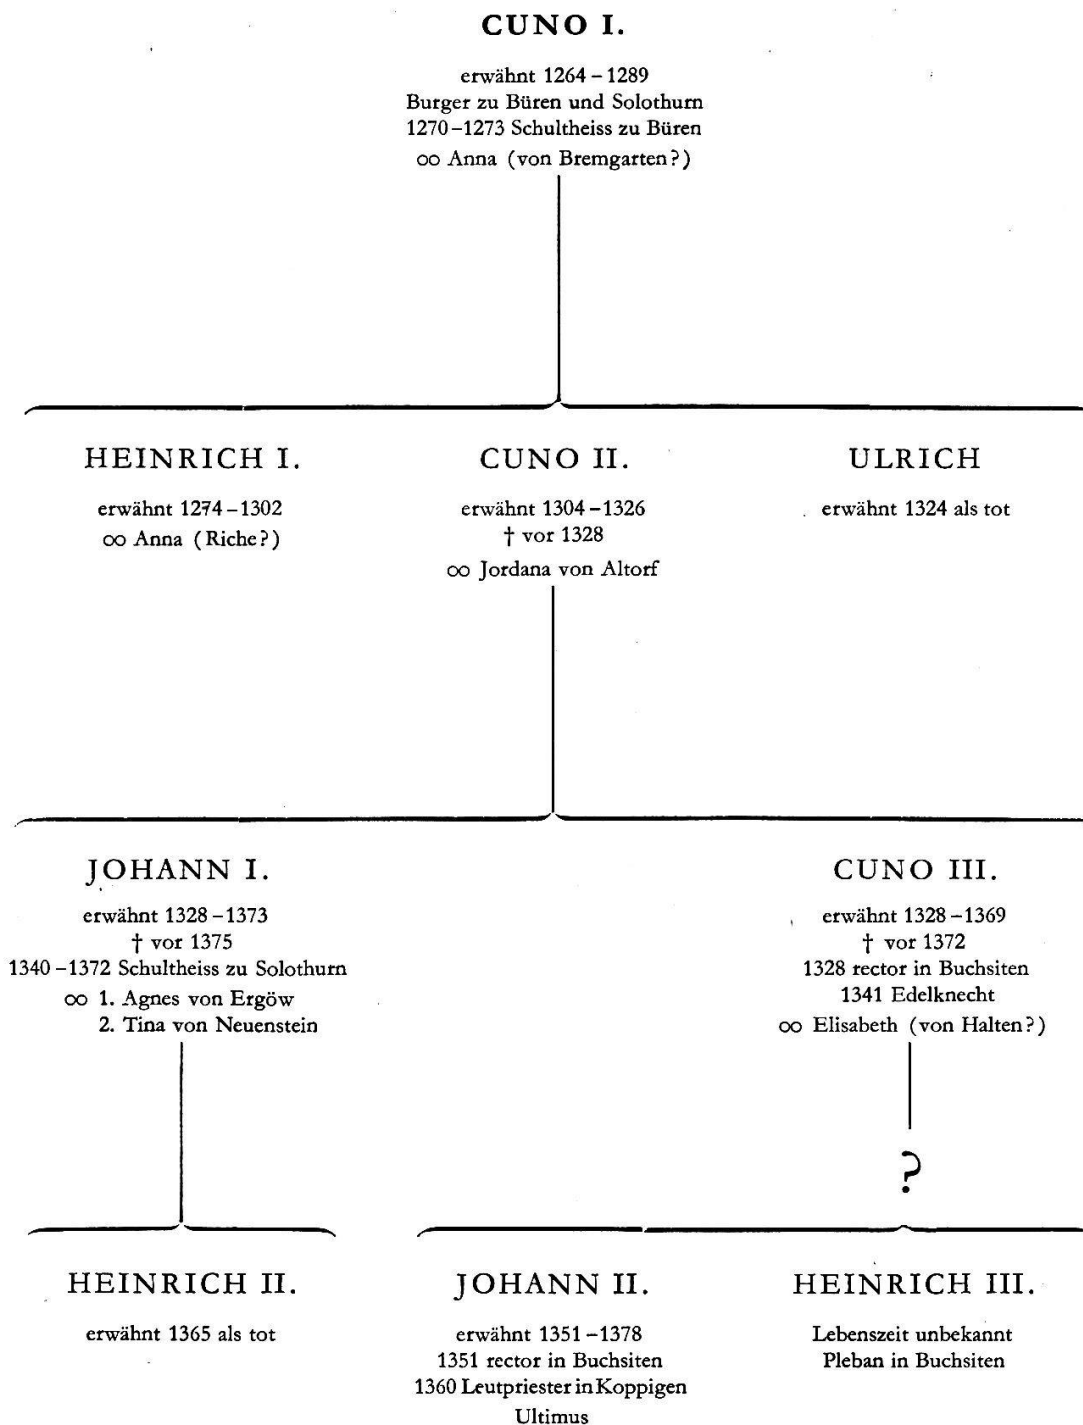 CUNO I.
erwähnt 1264–1289
Burger zu Büren und Solothurn
1270–1273 Schultheiss zu Büren
∞ Anna (von Bremgarten?)
HEINRICH I.
erwähnt 1274–1302
∞ Anna (Riche?)
CUNO II.
erwähnt 1304–1326
† vor 1328
∞ Jordana von Altorf
ULRICH
erwähnt 1324 als tot
JOHANN I.
erwähnt 1328–1373
† vor 1375
1340–1372 Schultheiss zu Solothurn
∞ 1. Agnes von Ergöw
2. Tina von Neuenstein
CUNO III.
erwähnt 1328–1369
† vor 1372
1328 rector in Buchsiten
1341 Edelknecht
∞ Elisabeth (von Halten?)
?
HEINRICH II.
erwähnt 1365 als tot
JOHANN II.
erwähnt 1351–1378
1351 rector in Buchsiten
1360 Leutpriester in Koppigen
Ultimus
HEINRICH III.
Lebenszeit unbekannt
Pleban in Buchsiten